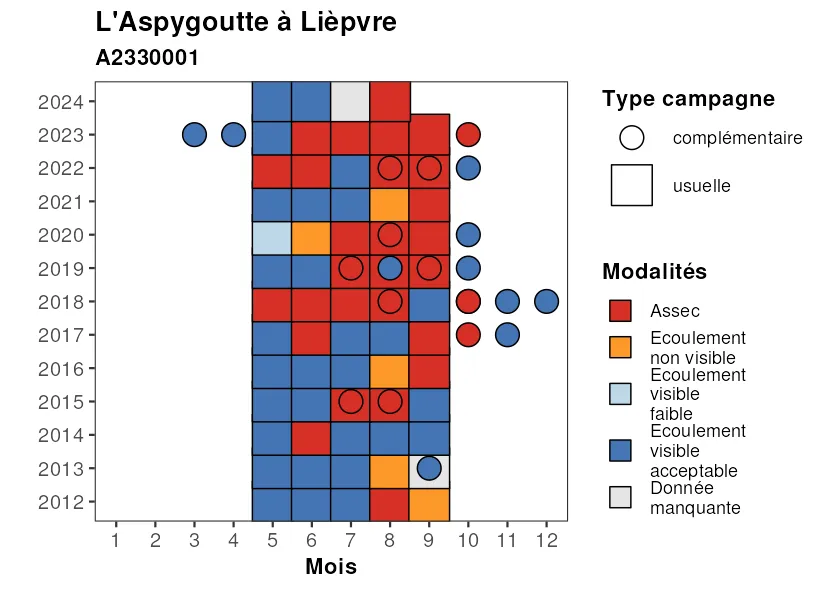 L'Aspygoutte à Lièpvre
A2330001
2024
2023
2022
2021
2020
2019
2018
2017
2016
2015
2014
2013
2012
1 2 3 4 5 6 7 8 9 10 11 12
Mois
Type campagne
complémentaire
usuelle
Modalités
Assec
Ecoulement
non visible
Ecoulement
visible
faible
Ecoulement
visible
acceptable
Donnée
manquante